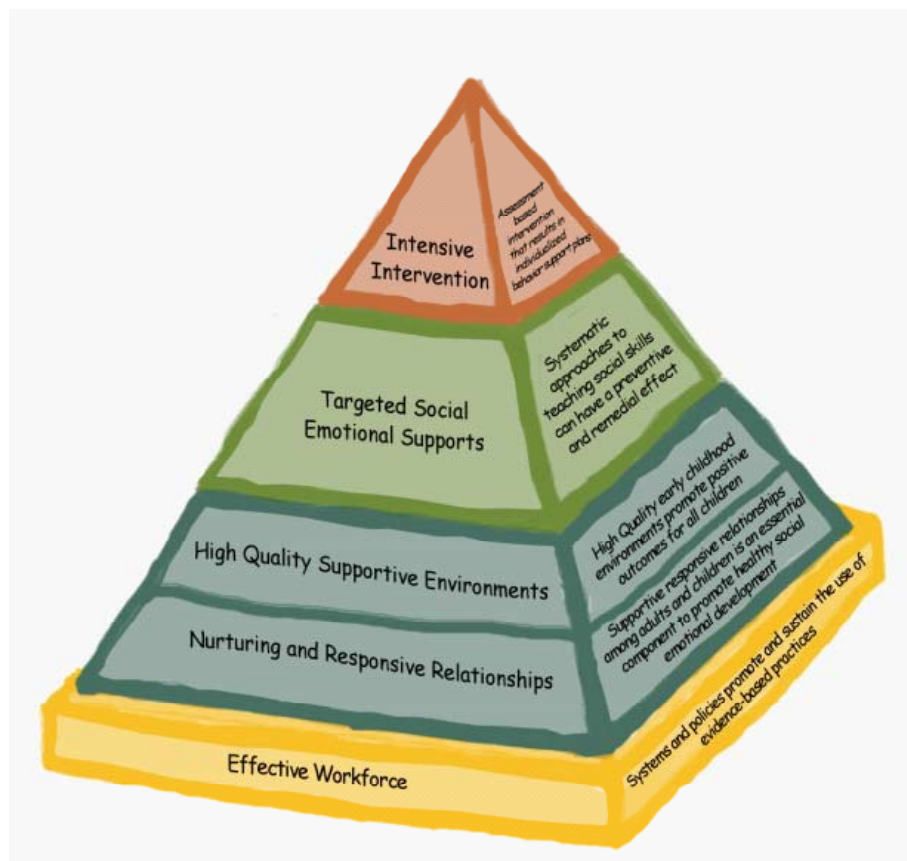 Intensive
Intervention
Assessment
based
intervention
that results in
individualized
behavior support plans
Targeted Social
Emotional Supports
Systematic
approaches to
teaching social skills
can have a preventive
and remedial effect
High Quality Supportive Environments
High Quality early childhood
environments promote positive
outcomes for all children
Nurturing and Responsive Relationships
Supportive responsive relationships
among adults and children is an essential
component to promote healthy social
emotional development
Effective Workforce
Systems and policies promote and sustain the use of
evidence-based practices